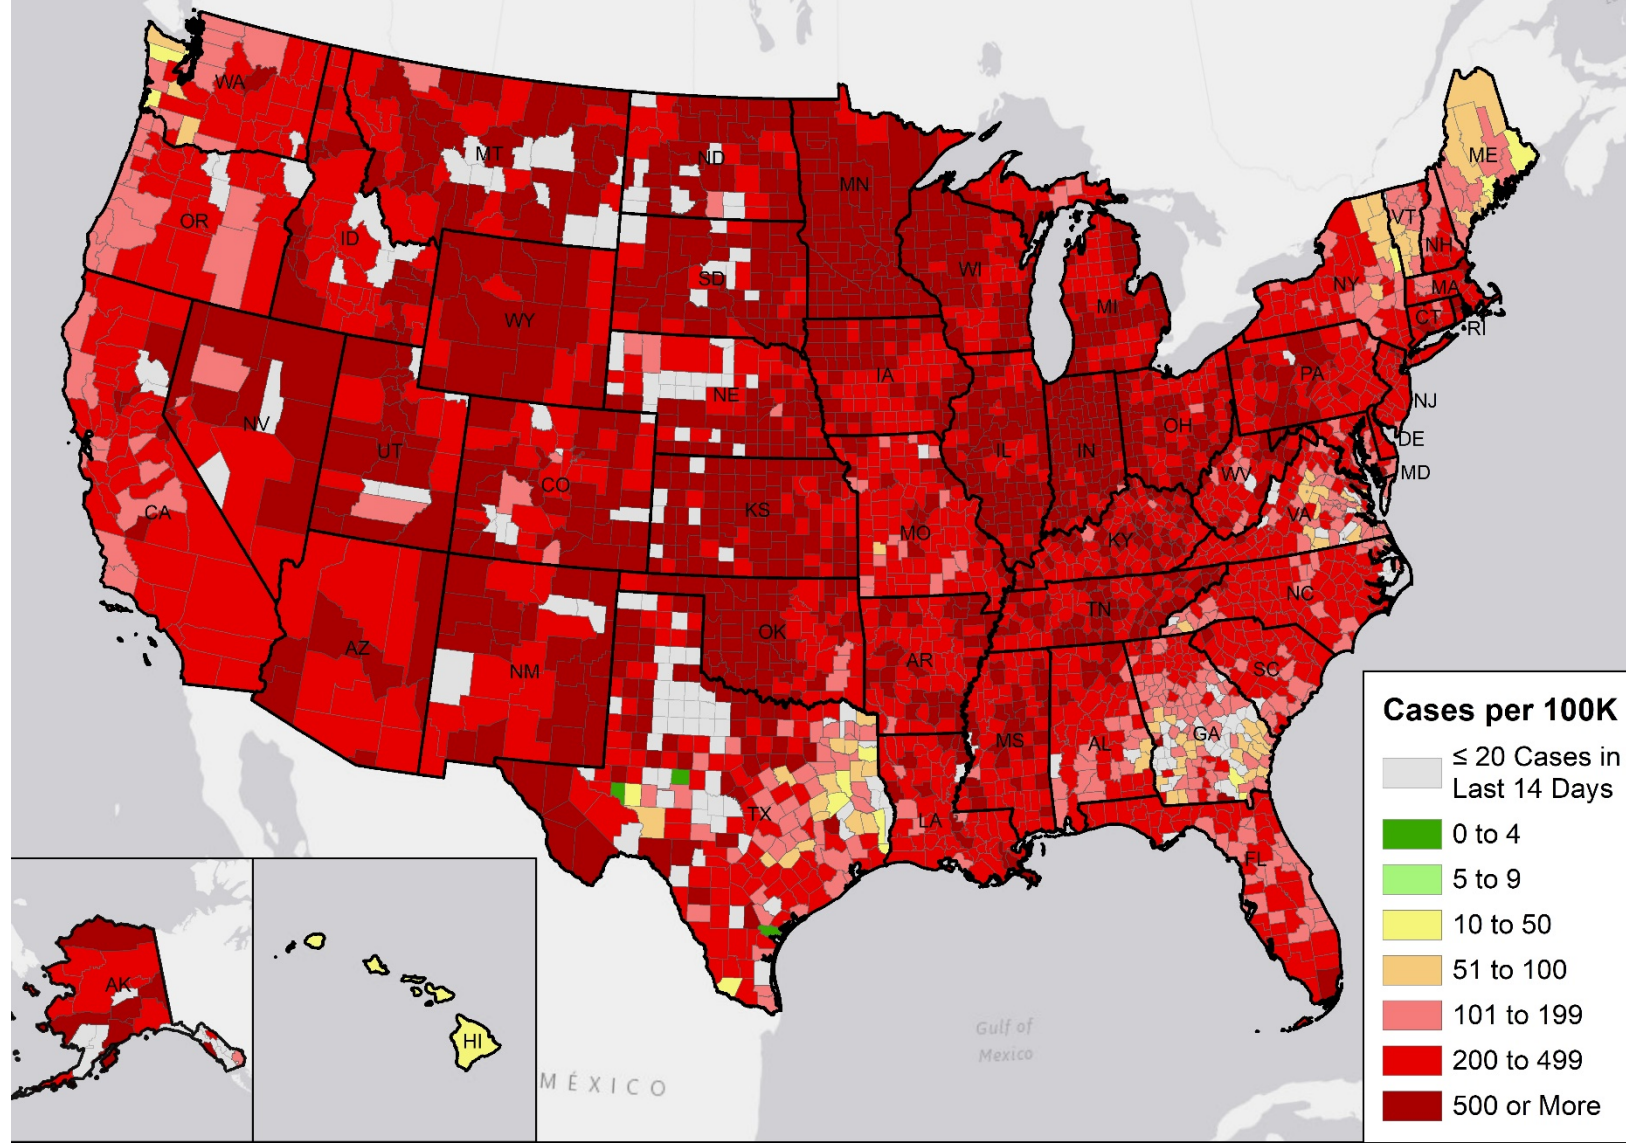 WA
MT
ND
MN
ME
OR
ID
SD
WI
VT
NH
NY
MA
WY
MI
CT
RI
IA
PA
NE
NJ
NV
UT
OH
DE
CO
IL
IN
WV
MD
CA
KS
MO
VA
KY
NC
TN
AZ
NM
OK
AR
SC
MS
AL
GA
TX
LA
FL
AK
HI
Gulf of
Mexico
MÉXICO
Cases per 100K
≤ 20 Cases in
Last 14 Days
0 to 4
5 to 9
10 to 50
51 to 100
101 to 199
200 to 499
500 or More